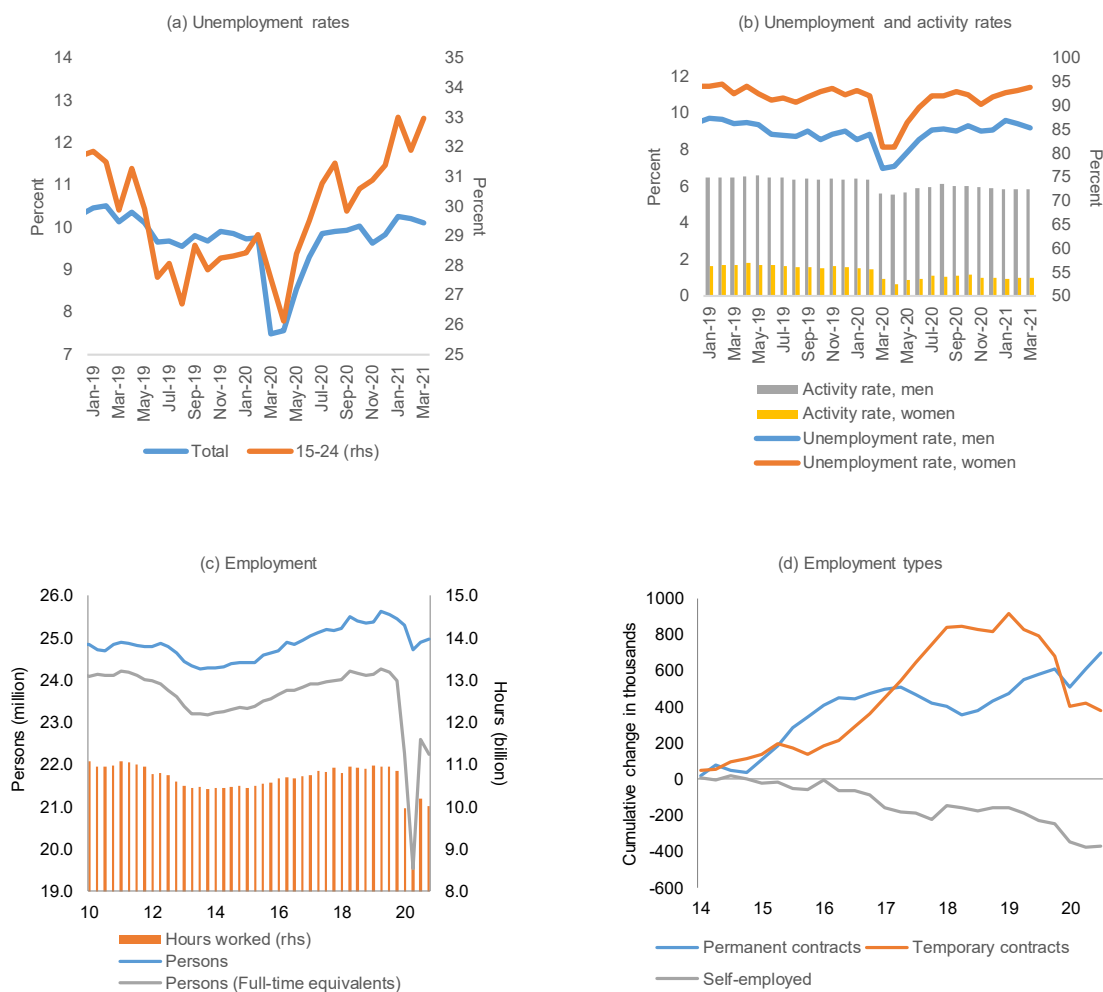 (a) Unemployment rates
14
13
12
11
10
9
8
7
Percent
35
34
33
32
31
30
29
28
27
26
25
Percent
Jan-19
Mar-19
May-19
Jul-19
Sep-19
Nov-19
Jan-20
Mar-20
May-20
Jul-20
Sep-20
Nov-20
Jan-21
Mar-21
Total
15-24 (rhs)
(b) Unemployment and activity rates
12
10
8
6
4
2
0
Percent
100
95
90
85
80
75
70
65
60
55
50
Percent
Jan-19
Mar-19
May-19
Jul-19
Sep-19
Nov-19
Jan-20
Mar-20
May-20
Jul-20
Sep-20
Nov-20
Jan-21
Mar-21
Activity rate, men
Activity rate, women
Unemployment rate, men
Unemployment rate, women
(c) Employment
26.0
25.0
24.0
23.0
22.0
21.0
20.0
19.0
Persons (million)
15.0
14.0
13.0
12.0
11.0
10.0
9.0
8.0
Hours (billion)
10 12 14 16 18 20
Hours worked (rhs)
Persons
Persons (Full-time equivalents)
(d) Employment types
1000
800
600
400
200
0
-200
-400
-600
Cumulative change in thousands
14 15 16 17 18 19 20
Permanent contracts
Temporary contracts
Self-employed